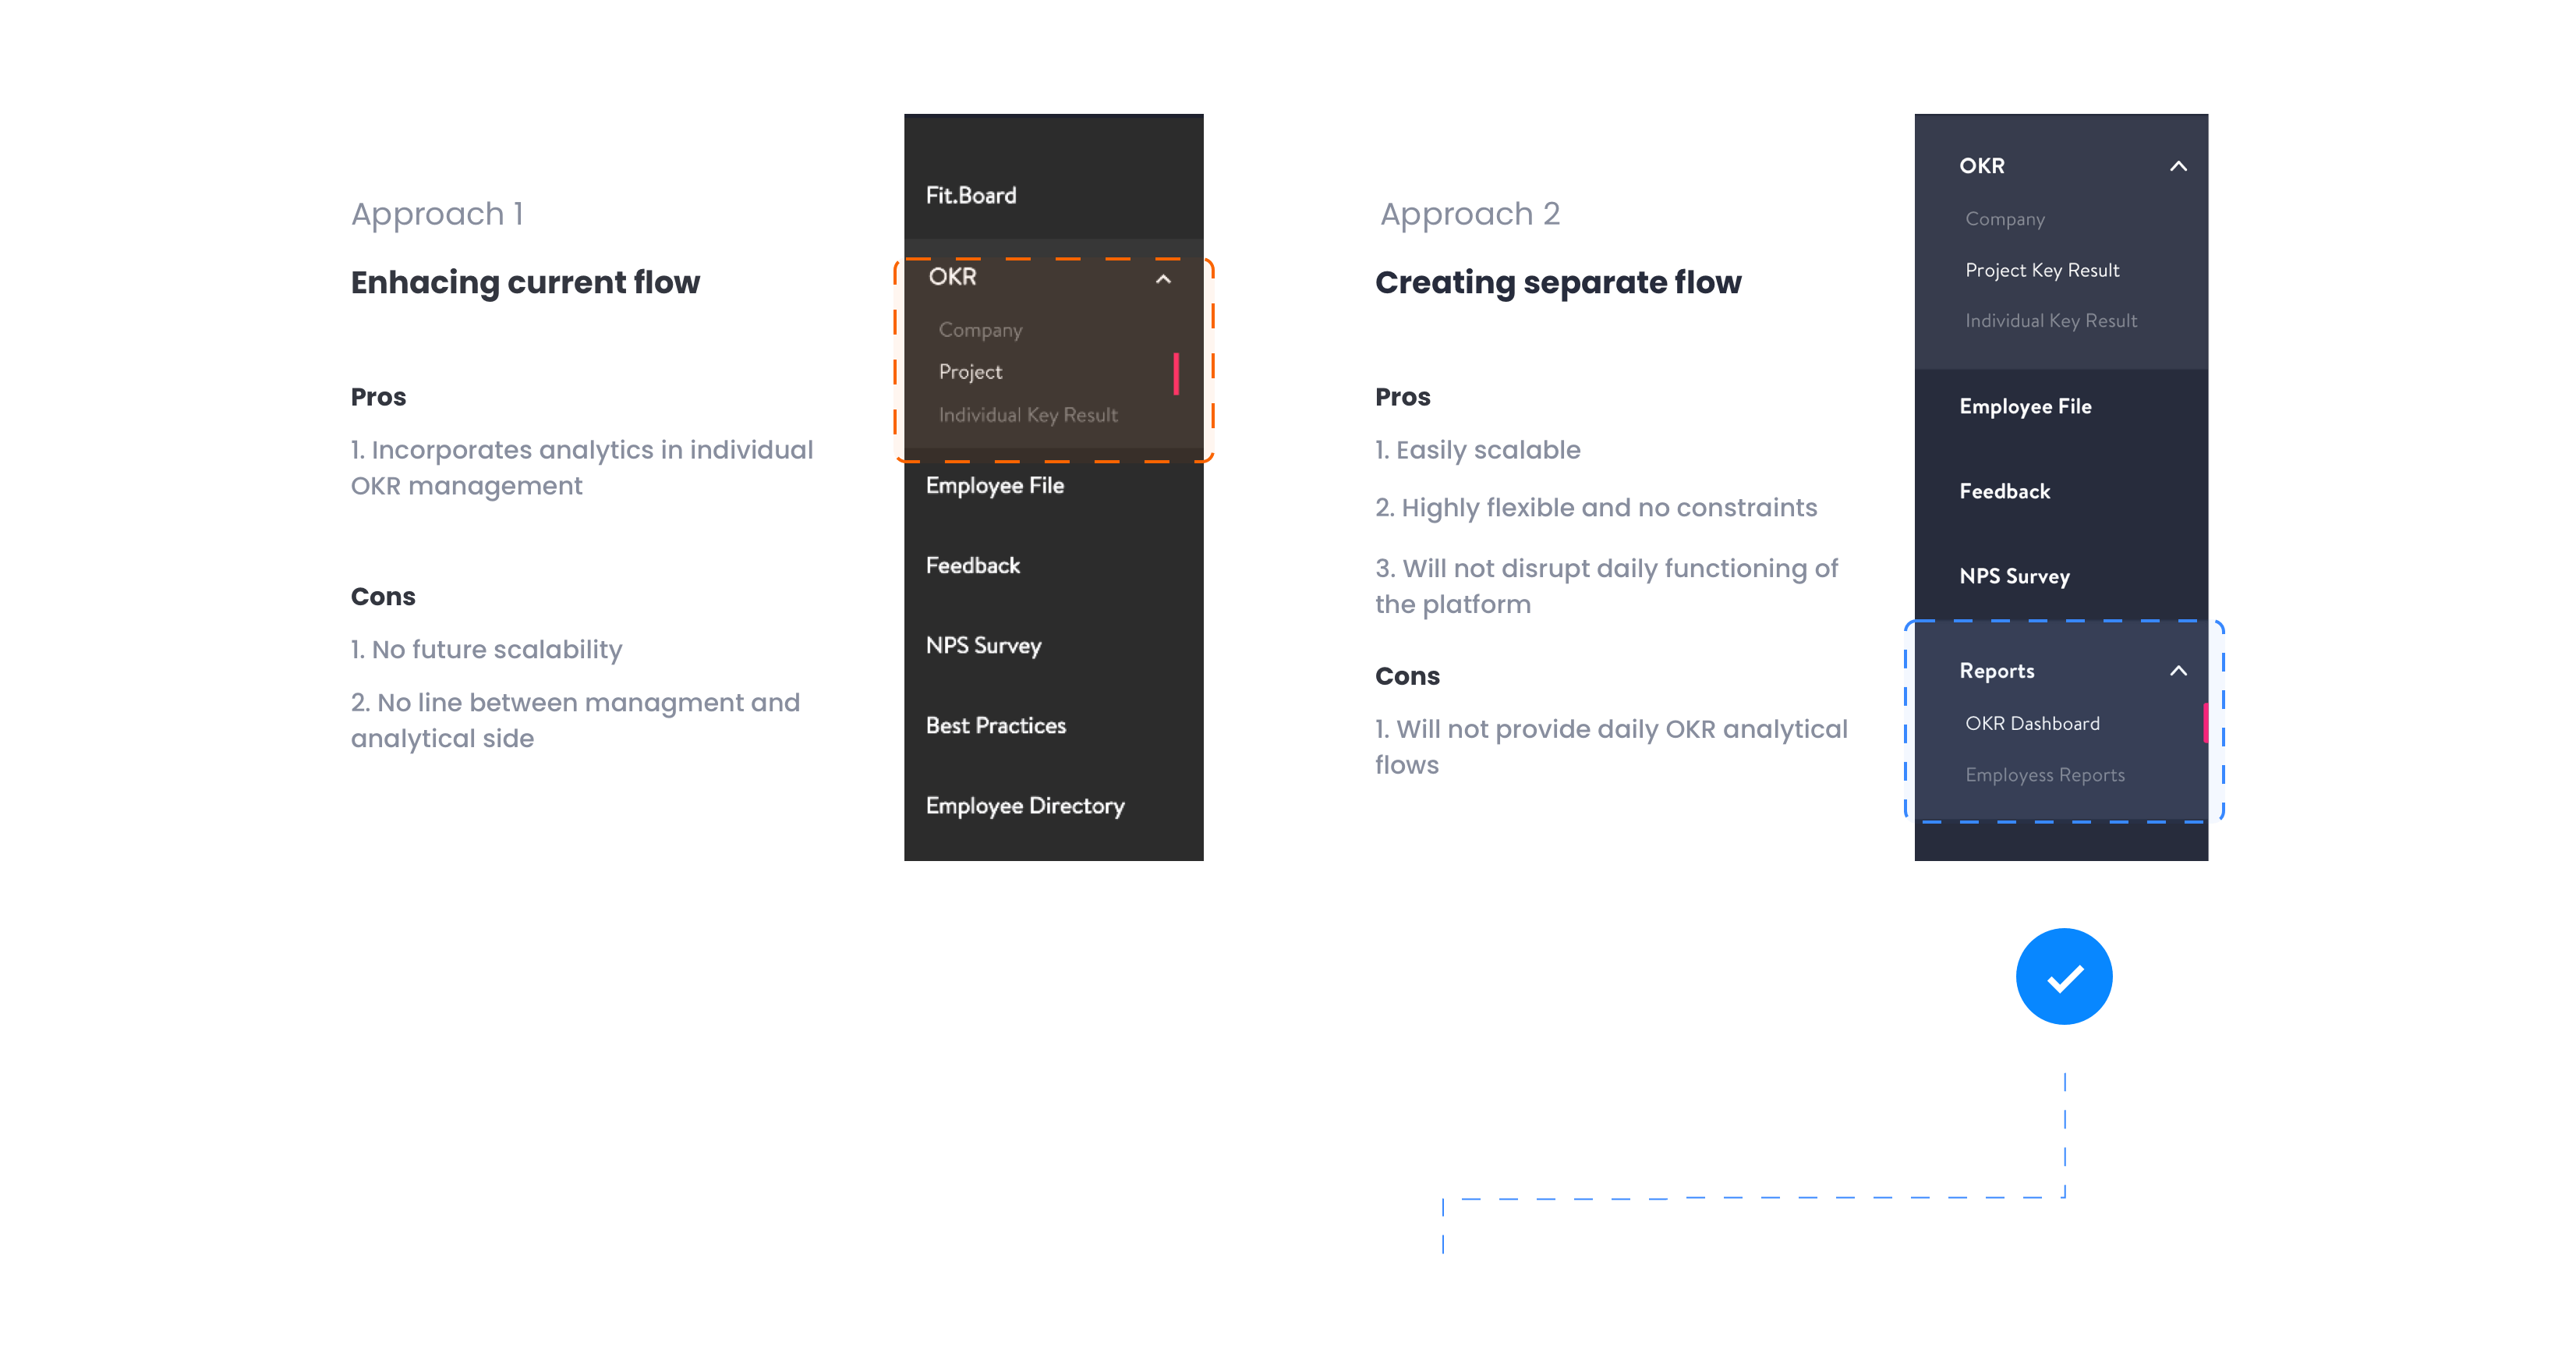 Approach 1
Enhacing current flow
Pros
1. Incorporates analytics in individual
OKR management
Cons
1. No future scalability
2. No line between managment and
analytical side
Fit.Board
OKR
Company
Project
Individual Key Result
Employee File
Feedback
NPS Survey
Best Practices
Employee Directory
Approach 2
Creating separate flow
Pros
1. Easily scalable
2. Highly flexible and no constraints
3. Will not disrupt daily functioning of
the platform
Cons
1. Will not provide daily OKR analytical
flows
OKR
Company
Project Key Result
Individual Key Result
Employee File
Feedback
NPS Survey
Reports
OKR Dashboard
Employess Reports